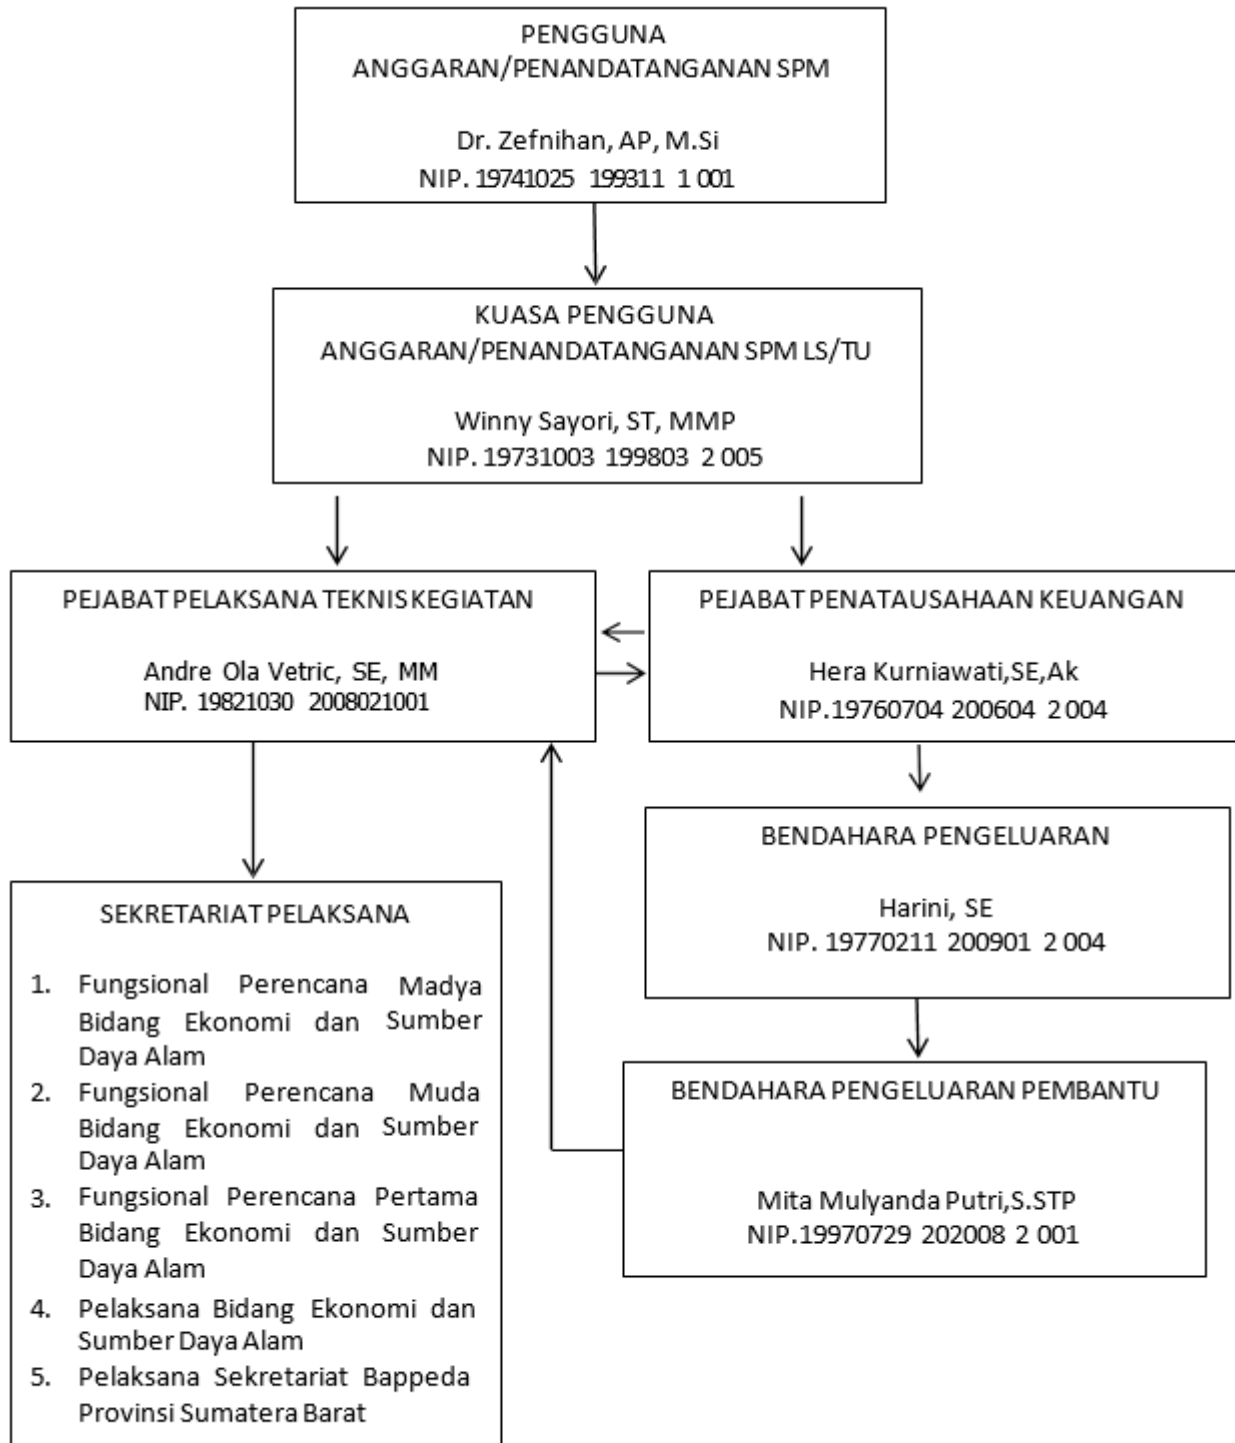 PENGGUNA
ANGGARAN/PENANDATANGANAN SPM
Dr. Zefnihan, AP, M.Si
NIP. 19741025 199311 1 001
KUASA PENGGUNA
ANGGARAN/PENANDATANGANAN SPM LS/TU
Winny Sayori, ST, MMP
NIP. 19731003 199803 2 005
PEJABAT PELAKSANA TEKNIS KEGIATAN
Andre Ola Vetric, SE, MM
NIP. 19821030 2008021001
PEJABAT PENATAUSAHAAN KEUANGAN
Hera Kurniawati,SE,Ak
NIP.19760704 200604 2 004
BENDAHARA PENGELUARAN
Harini, SE
NIP. 19770211 200901 2 004
SEKRETARIAT PELAKSANA
1. Fungsional Perencana Madya
Bidang Ekonomi dan Sumber
Daya Alam
2. Fungsional Perencana Muda
Bidang Ekonomi dan Sumber
Daya Alam
3. Fungsional Perencana Pertama
Bidang Ekonomi dan Sumber
Daya Alam
4. Pelaksana Bidang Ekonomi dan
Sumber Daya Alam
5. Pelaksana Sekretariat Bappeda
Provinsi Sumatera Barat
BENDAHARA PENGELUARAN PEMBANTU
Mita Mulyanda Putri,S.STP
NIP.19970729 202008 2 001